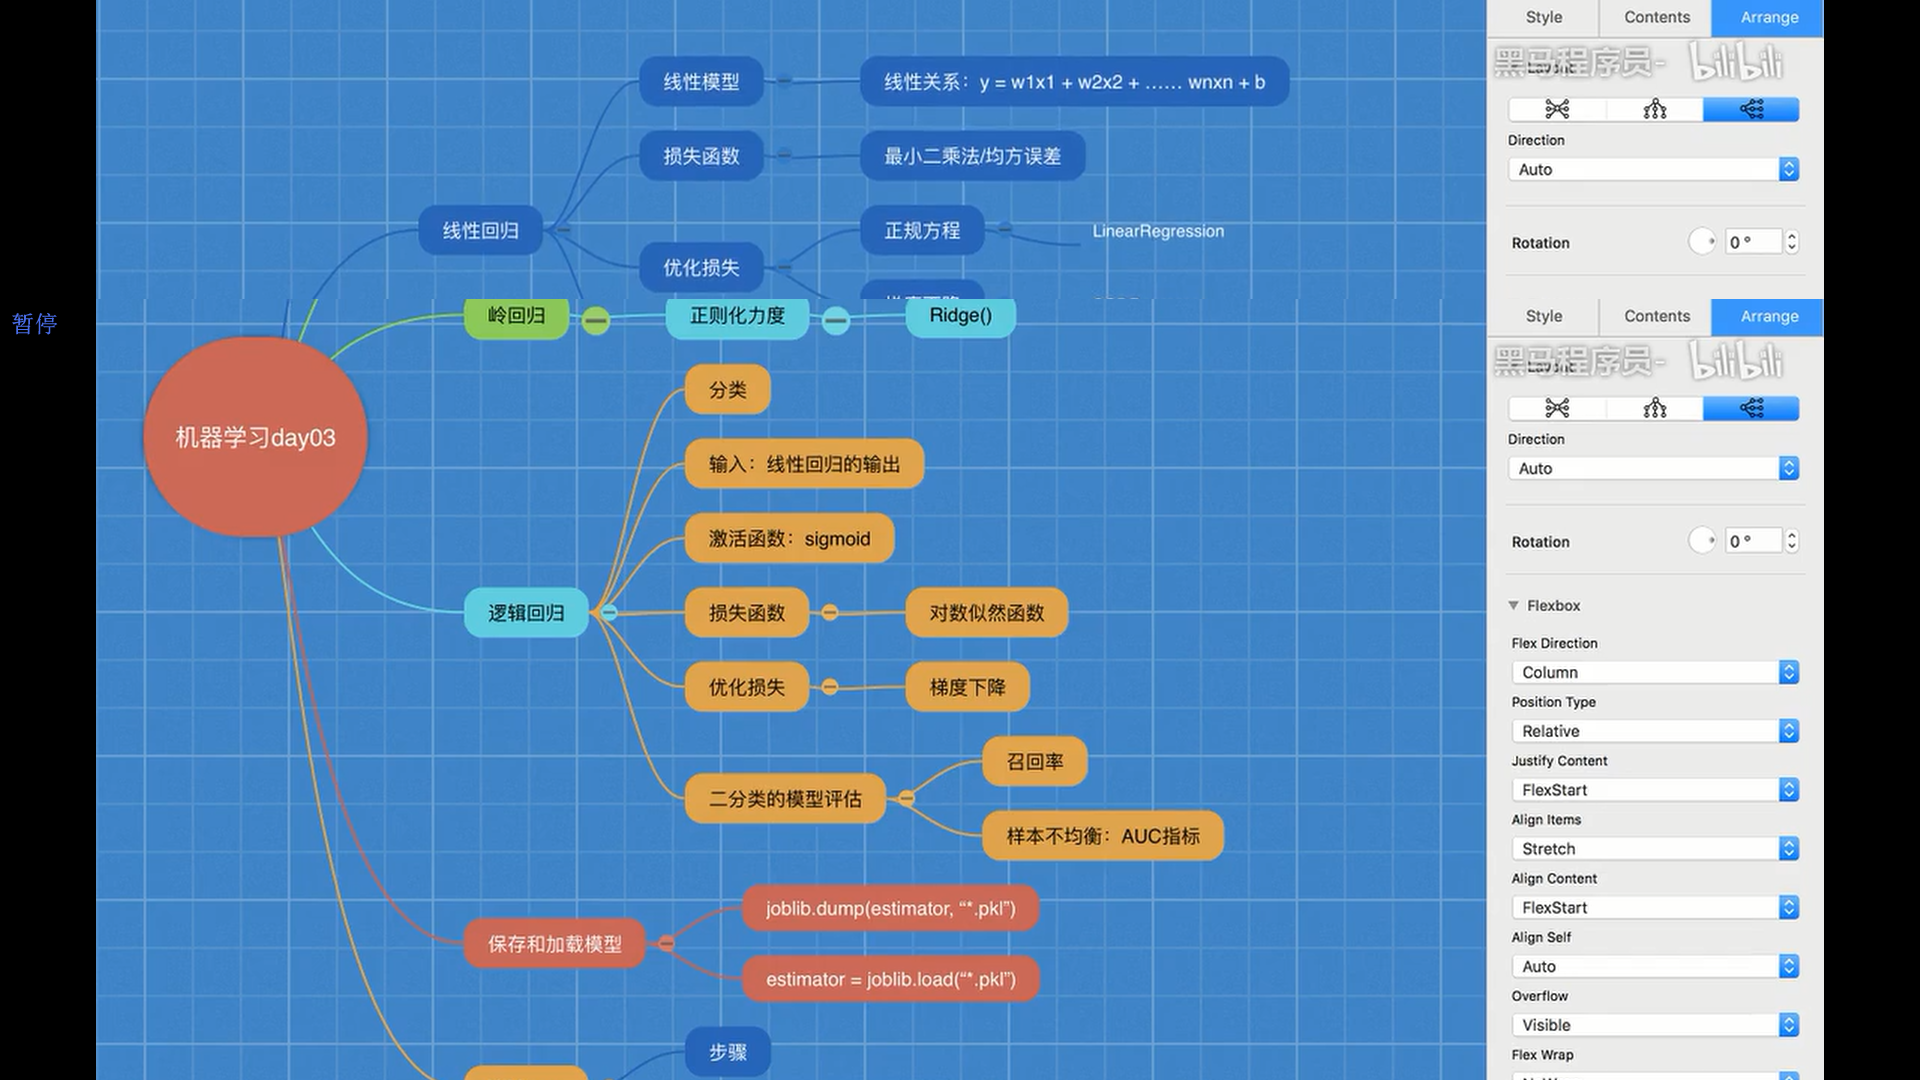 Style
Contents
Arrange
黑马程序员- bilibili
线性模型
线性关系：y = w1x1 + w2x2 + …… wnxn + b
Direction
损失函数
最小二乘法/均方误差
Auto
线性回归
正规方程
LinearRegression
Rotation
0 °
优化损失
暂停
岭回归
正则化力度
Ridge()
Style
Contents
Arrange
黑马程序员- bilibili
分类
机器学习day03
输入：线性回归的输出
Direction
Auto
激活函数：sigmoid
Rotation
0 °
逻辑回归
损失函数
对数似然函数
Flexbox
Flex Direction
Column
优化损失
梯度下降
Position Type
Relative
召回率
Justify Content
FlexStart
二分类的模型评估
样本不均衡：AUC指标
Align Items
Stretch
Align Content
FlexStart
joblib.dump(estimator, “*.pkl”)
保存和加载模型
Align Self
Auto
estimator = joblib.load(“*.pkl”)
Overflow
Visible
步骤
Flex Wrap